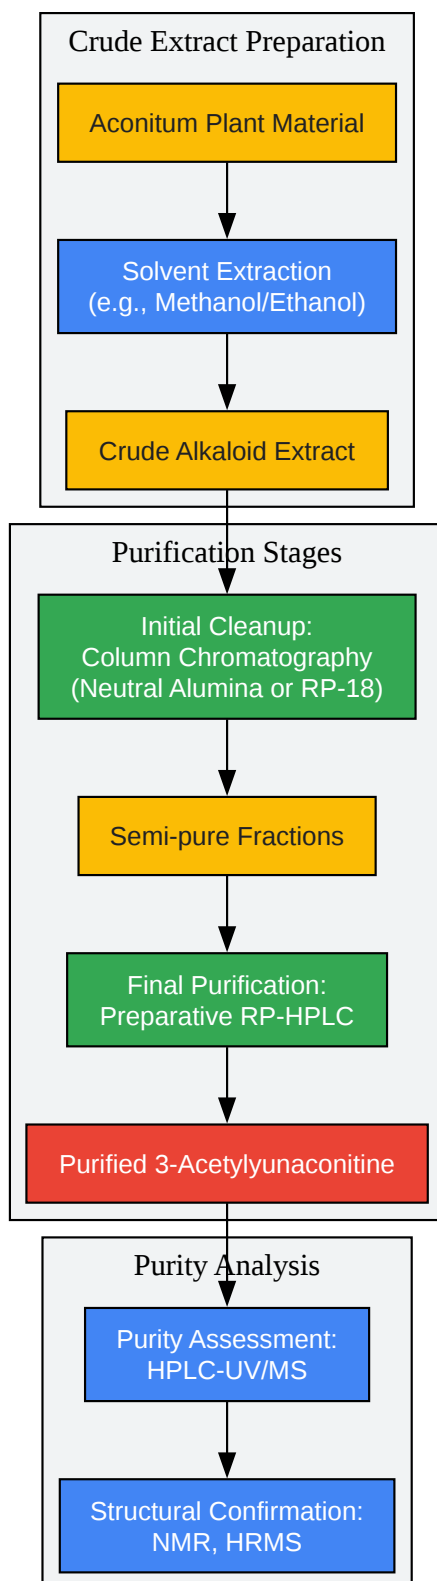 Crude Extract Preparation
Aconitum Plant Material
Solvent Extraction
(e.g., Methanol/Ethanol)
Crude Alkaloid Extract
Purification Stages
Initial Cleanup:
Column Chromatography
(Neutral Alumina or RP-18)
Semi-pure Fractions
Final Purification:
Preparative RP-HPLC
Purified 3-Acetylyunaconitine
Purity Analysis
Purity Assessment:
HPLC-UV/MS
Structural Confirmation:
NMR, HRMS